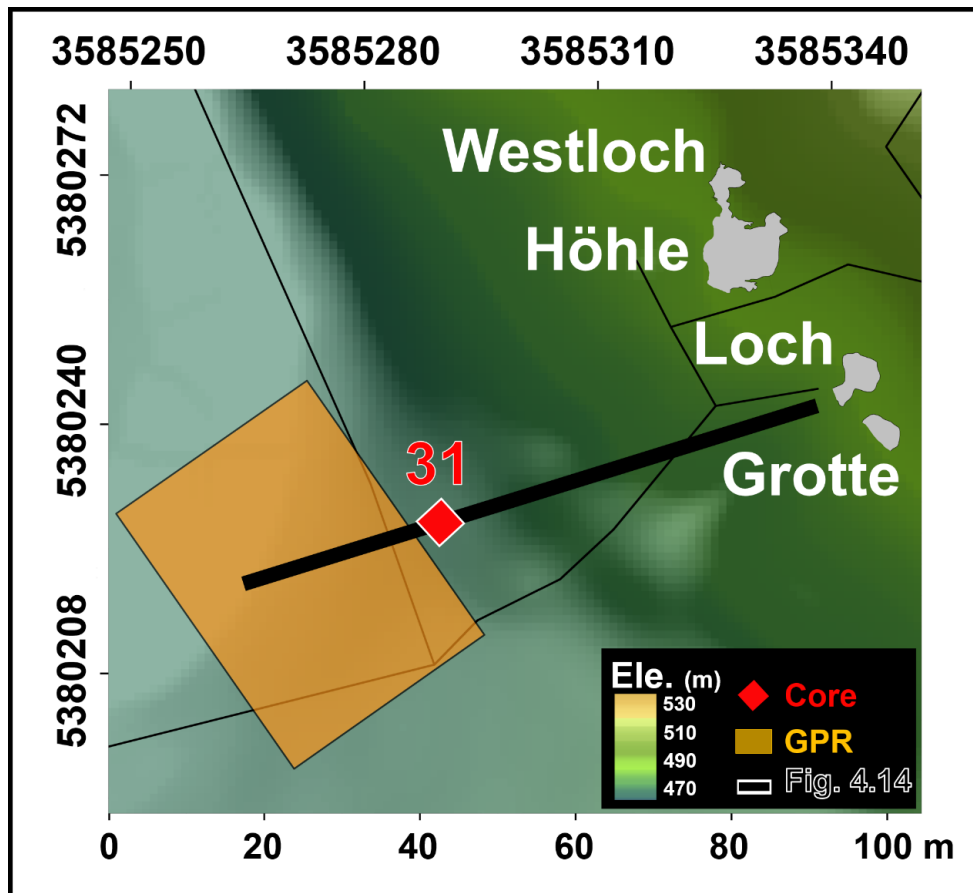 3585250 3585280 3585310 3585340
5380272
5380240
5380208
Westloch
Höhle
Loch
Grotte
31
Ele. (m)
530
510
490
470
Core
GPR
Fig. 4.14
0 20 40 60 80 100 m